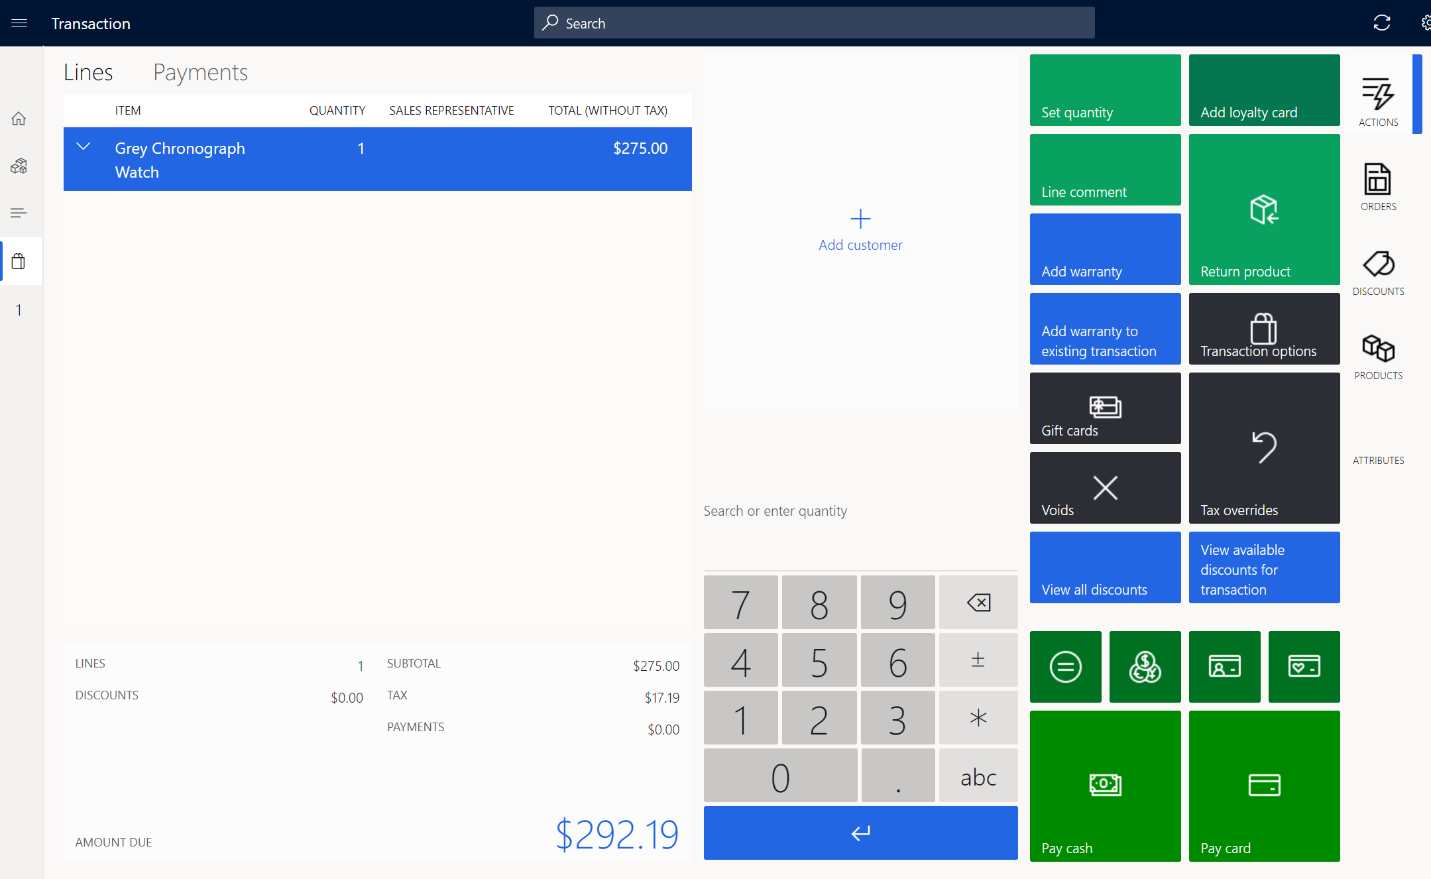 Transaction
Search
Lines
Payments
ITEM
QUANTITY
SALES REPRESENTATIVE
TOTAL (WITHOUT TAX)
Grey Chronograph
Watch
1
$275.00
1
Add customer
Search or enter quantity
7
8
9
4
5
6
±
1
2
3
*
0
.
abc
LINES
1
SUBTOTAL
$275.00
DISCOUNTS
$0.00
TAX
$17.19
PAYMENTS
$0.00
AMOUNT DUE
$292.19
Set quantity
Add loyalty card
Line comment
Return product
Add warranty
Add warranty to
existing transaction
Transaction options
Gift cards
Voids
Tax overrides
View all discounts
View available
discounts for
transaction
Pay cash
Pay card
ACTIONS
ORDERS
DISCOUNTS
PRODUCTS
ATTRIBUTES